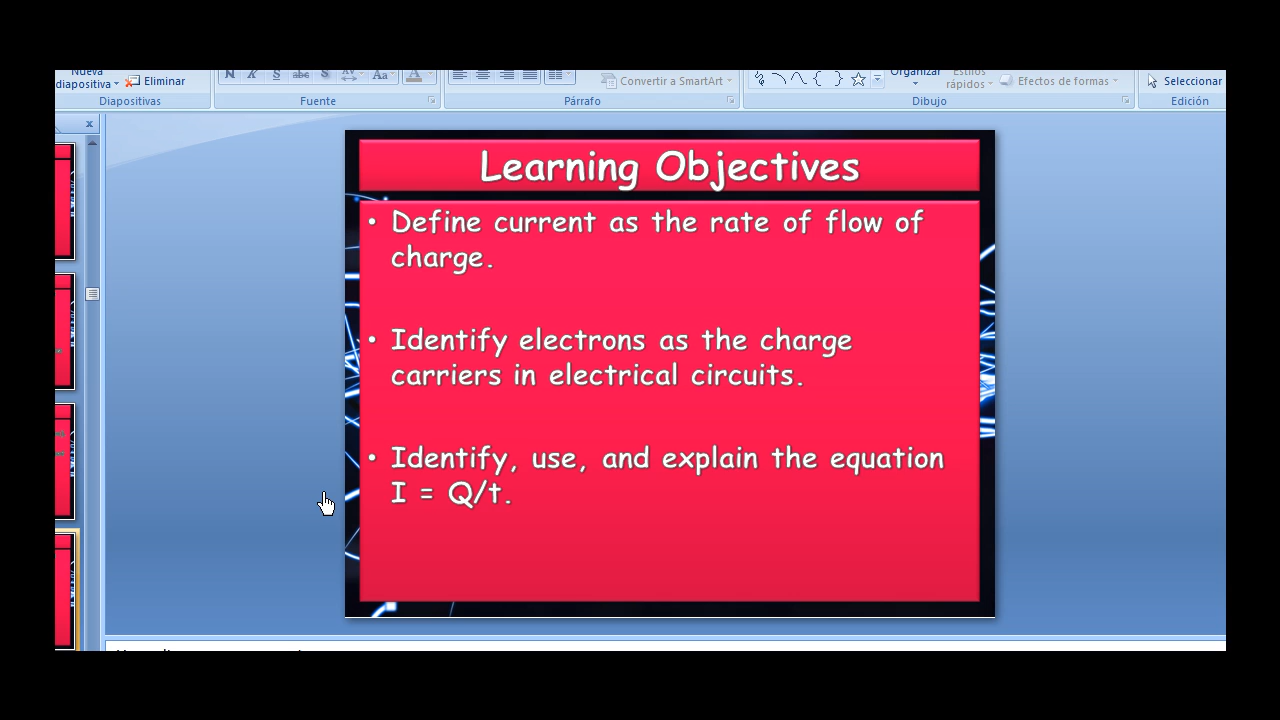 Nueva
diapositiva
Eliminar
Organizar
Estilos
rápidos
Convertir a SmartArt
Efectos de formas
Seleccionar
Diapositivas
Fuente
Párrafo
Dibujo
Edición
Learning Objectives
• Define current as the rate of flow of
charge.
• Identify electrons as the charge
carriers in electrical circuits.
• Identify, use, and explain the equation
I = Q/t.